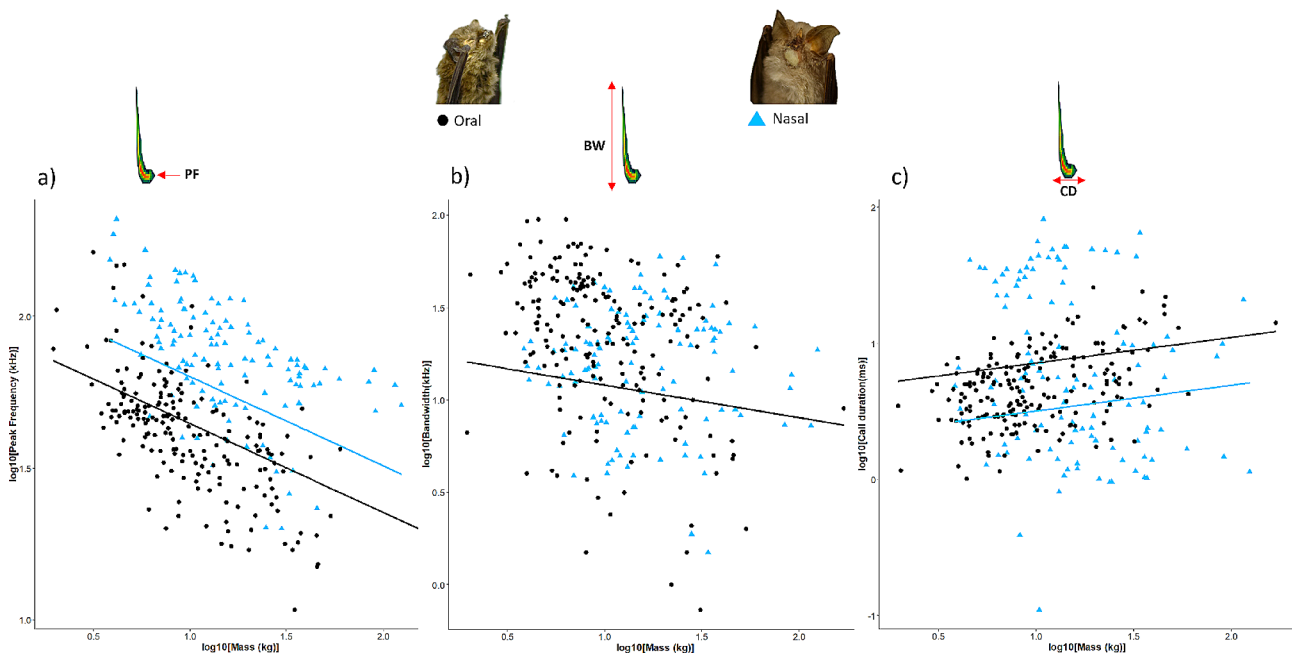 Oral
Nasal
PF
BW
CD
a)
b)
c)
log10[Peak Frequency (kHz)]
2.0
1.5
1.0
0.5
1.0
1.5
2.0
log10[Mass (kg)]
log10[Bandwidth(kHz)]
2.0
1.5
1.0
0.5
0.0
0.5
1.0
1.5
2.0
log10[Mass (kg)]
log10[Call duration(ms)]
2
1
0
-1
0.5
1.0
1.5
2.0
log10[Mass (kg)]